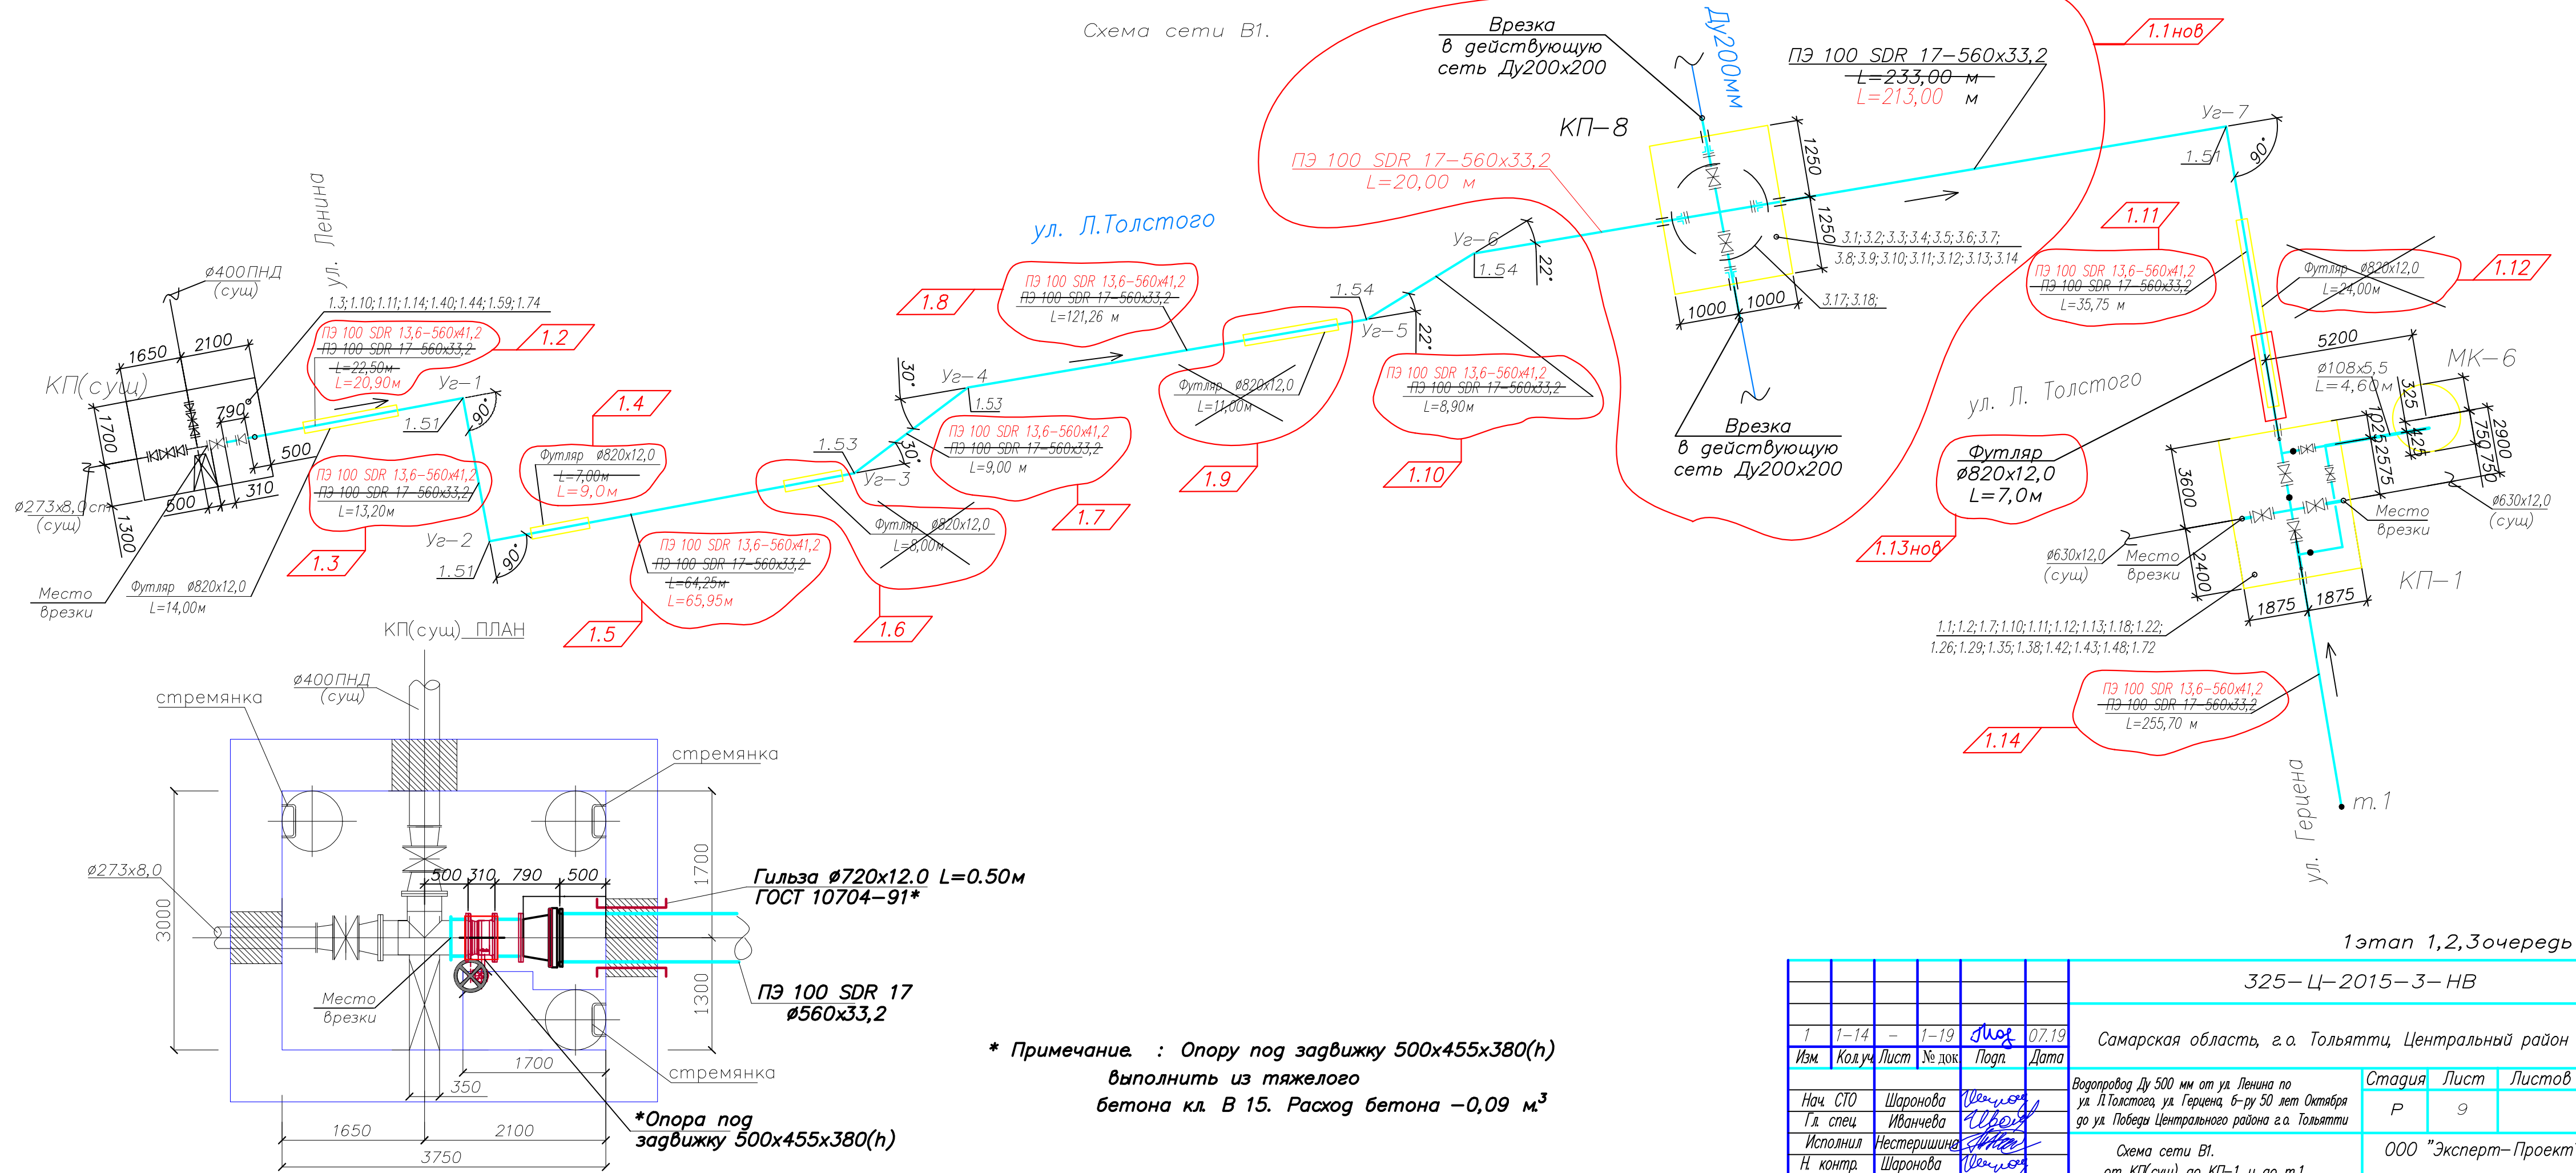 Схема сети В1.
Врезка
в действующую
сеть Ду200х200
Ду200мм
ПЭ 100 SDR 17-560х33,2
L=233,00 м
L=213,00 м
1.1нов
КП-8
ПЭ 100 SDR 17-560х33,2
L=20,00 м
1250
1250
Уг-7
1.51
90°
3.1;3.2;3.3;3.4;3.5;3.6;3.7;
3.8;3.9;3.10;3.11;3.12;3.13;3.14
3.17;3.18;
1000
1000
Врезка
в действующую
сеть Ду200х200
ул. Ленина
ø400ПНД
(сущ)
1.3;1.10;1.11;1.14;1.40;1.44;1.59;1.74
1650
2100
КП(сущ)
ПЭ 100 SDR 13,6-560х41,2
ПЭ 100 SDR 17-560х33,2
L=22,50м
L=20,90м
1.2
Уг-1
1.51
90°
1700
790
500
500
310
1300
ø273х8,0ст
(сущ)
ПЭ 100 SDR 13,6-560х41,2
ПЭ 100 SDR 17-560х33,2
L=13,20м
1.3
Место
врезки
Футляр ø820х12,0
L=14,00м
Уг-2
1.51
90°
1.4
Футляр ø820х12,0
L=7,00м
L=9,0м
ПЭ 100 SDR 13,6-560х41,2
ПЭ 100 SDR 17-560х33,2
L=64,25м
L=65,95м
1.5
1.53
Уг-3
30°
Футляр ø820х12,0
L=8,00м
1.6
30°
Уг-4
1.53
ПЭ 100 SDR 13,6-560х41,2
ПЭ 100 SDR 17-560х33,2
L=9,00 м
1.7
ул. Л.Толстого
1.8
ПЭ 100 SDR 13,6-560х41,2
ПЭ 100 SDR 17-560х33,2
L=121,26 м
Футляр ø820х12,0
L=11,00м
1.9
1.54
Уг-5
22°
ПЭ 100 SDR 13,6-560х41,2
ПЭ 100 SDR 17-560х33,2
L=8,90м
1.10
Уг-6
1.54
22°
1.11
ПЭ 100 SDR 13,6-560х41,2
ПЭ 100 SDR 17-560х33,2
L=35,75 м
Футляр ø820х12,0
L=24,00м
1.12
5200
ø108х5,5
L=4,60м
МК-6
ул. Л. Толстого
325
1025
425
2575
750
750
2900
Футляр
ø820х12,0
L=7,0м
1.13нов
3600
2400
ø630х12,0
(сущ)
Место
врезки
Место
врезки
ø630х12,0
(сущ)
КП-1
1875
1875
1.1;1.2;1.7;1.10;1.11;1.12;1.13;1.18;1.22;
1.26;1.29;1.35;1.38;1.42;1.43;1.48;1.72
ПЭ 100 SDR 13,6-560х41,2
ПЭ 100 SDR 17-560х33,2
L=255,70 м
1.14
ул. Герцена
т.1
КП(сущ) ПЛАН
ø400ПНД
(сущ)
стремянка
стремянка
ø273х8,0
3000
500
310
790
500
1700
1300
Гильза ø720х12.0 L=0.50м
ГОСТ 10704-91*
Место
врезки
ПЭ 100 SDR 17
ø560х33,2
1700
стремянка
350
1650
2100
3750
*Опора под
задвижку 500х455х380(h)
* Примечание. : Опору под задвижку 500х455х380(h)
выполнить из тяжелого
бетона кл. В 15. Расход бетона -0,09 м.³
1 этап 1,2,3очередь
325-Ц-2015-3-НВ
1 1-14 - 1-19 07.19
Изм. Кол.уч Лист № док Подп. Дата
Самарская область, г.о. Тольятти, Центральный район
Водопровод Ду 500 мм от ул. Ленина по
ул. Л.Толстого, ул. Герцена, б-ру 50 лет Октября
до ул. Победы Центрального района г.о. Тольятти
Стадия Лист Листов
Р 9
Нач. СТО Шаронова
Гл. спец. Иванчева
Исполнил Нестеришина
Н. контр. Шаронова
Схема сети В1.
от КП(сущ) до КП-1 и до т.1
ООО "Эксперт-Проект"